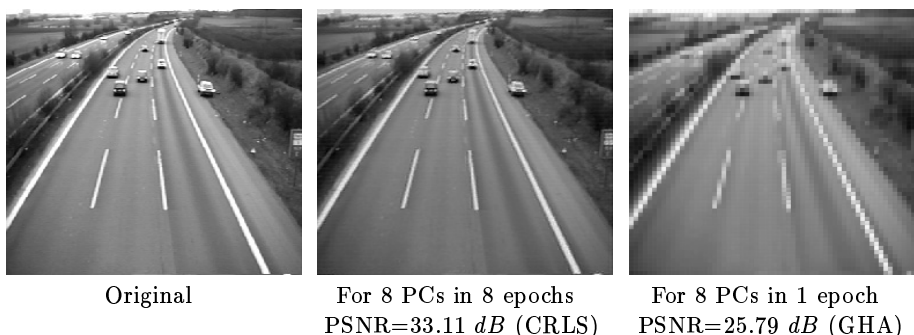 Original
For 8 PCs in 8 epochs
PSNR=33.11 dB (CRLS)
For 8 PCs in 1 epoch
PSNR=25.79 dB (GHA)